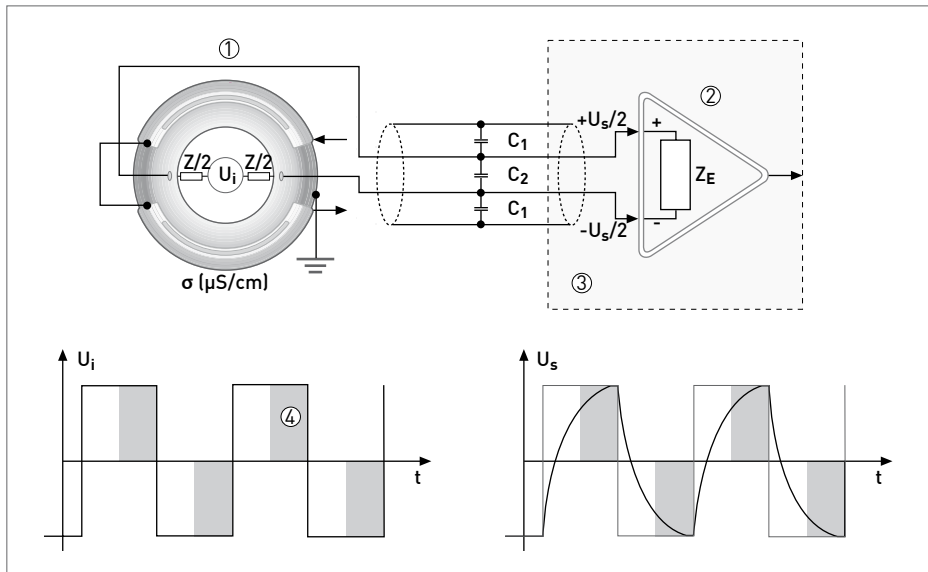 ①
②
+Uₛ/2
C₁
Z/2 Uᵢ Z/2
+
C₂
Z_E
C₁
-
-Uₛ/2
σ (µS/cm)
③
Uᵢ
Uₛ
④
t
t